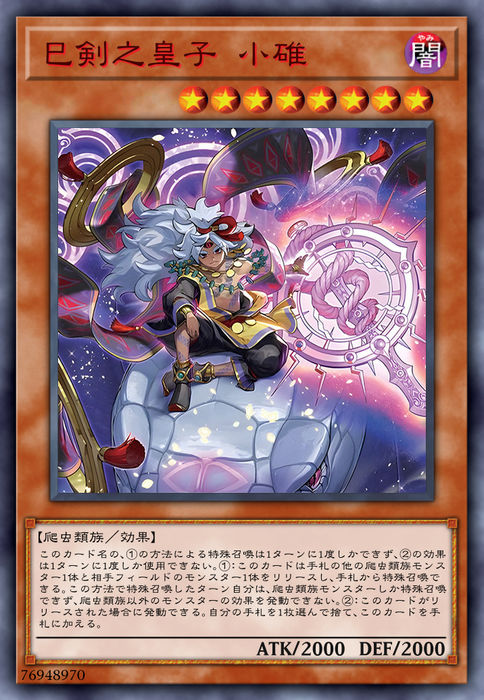 巳剣之皇子 小碓
やみ
闇
【爬虫類族／効果】
このカード名の、①の方法による特殊召喚は1ターンに1度しかできず、②の効果
は1ターンに1度しか使用できない。①：このカードは手札の他の爬虫類族モンス
ター1体と相手フィールドのモンスター1体をリリースし、手札から特殊召喚で
きる。この方法で特殊召喚したターン自分は、爬虫類族モンスターしか特殊召喚
できず、爬虫類族以外のモンスターの効果を発動できない。②：このカードがリ
リースされた場合に発動できる。自分の手札を1枚選んで捨て、このカードを手
札に加える。
ATK/2000 DEF/2000
76948970